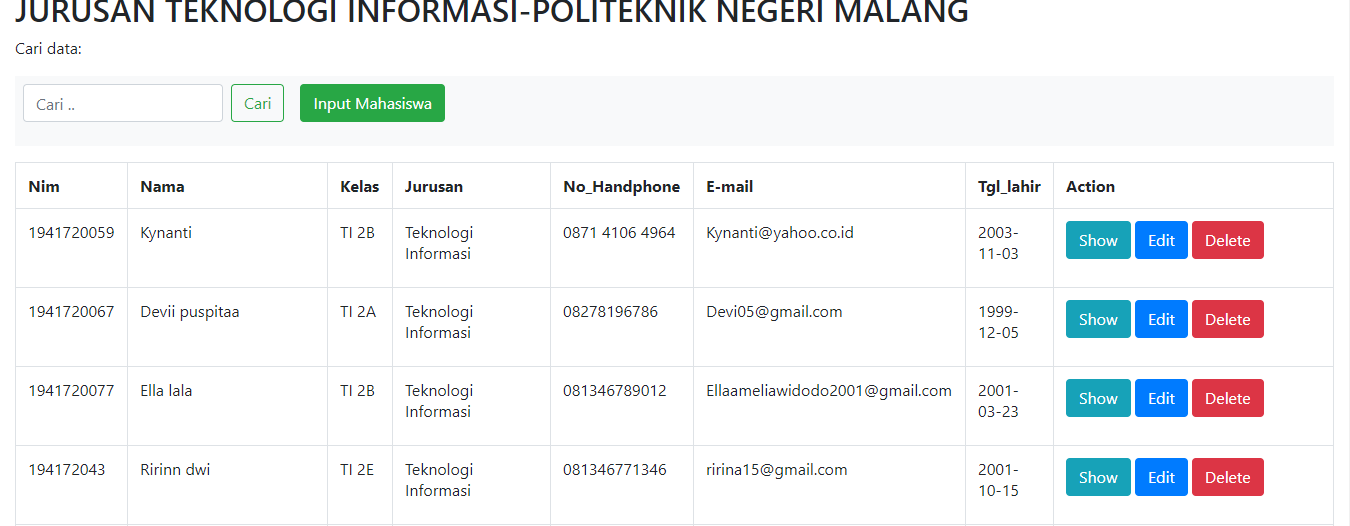 JURUSAN TEKNOLOGI INFORMASI-POLITEKNIK NEGERI MALANG
Cari data:
Cari .. Cari Input Mahasiswa
Nim Nama Kelas Jurusan No_Handphone E-mail Tgl_lahir Action
1941720059 Kynanti TI 2B Teknologi 0871 4106 4964 Kynanti@yahoo.co.id 2003- Show Edit Delete
Informasi 11-03
1941720067 Devii puspitaa TI 2A Teknologi 08278196786 Devi05@gmail.com 1999- Show Edit Delete
Informasi 12-05
1941720077 Ella lala TI 2B Teknologi 081346789012 Ellaameliawidodo2001@gmail.com 2001- Show Edit Delete
Informasi 03-23
194172043 Ririnn dwi TI 2E Teknologi 081346771346 ririna15@gmail.com 2001- Show Edit Delete
Informasi 10-15